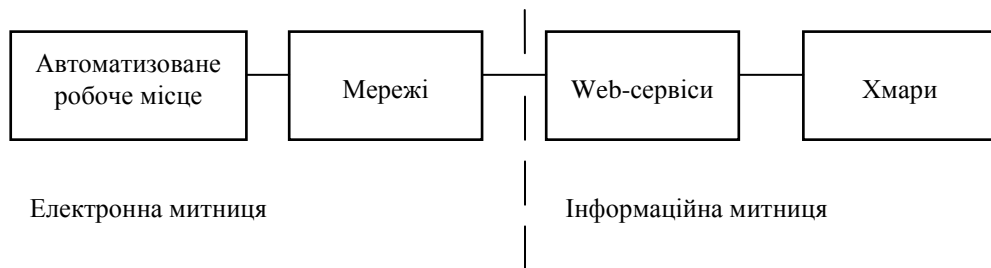 Автоматизоване
робоче місце
Мережі
Web-сервіси
Хмари
Електронна митниця
Інформаційна митниця